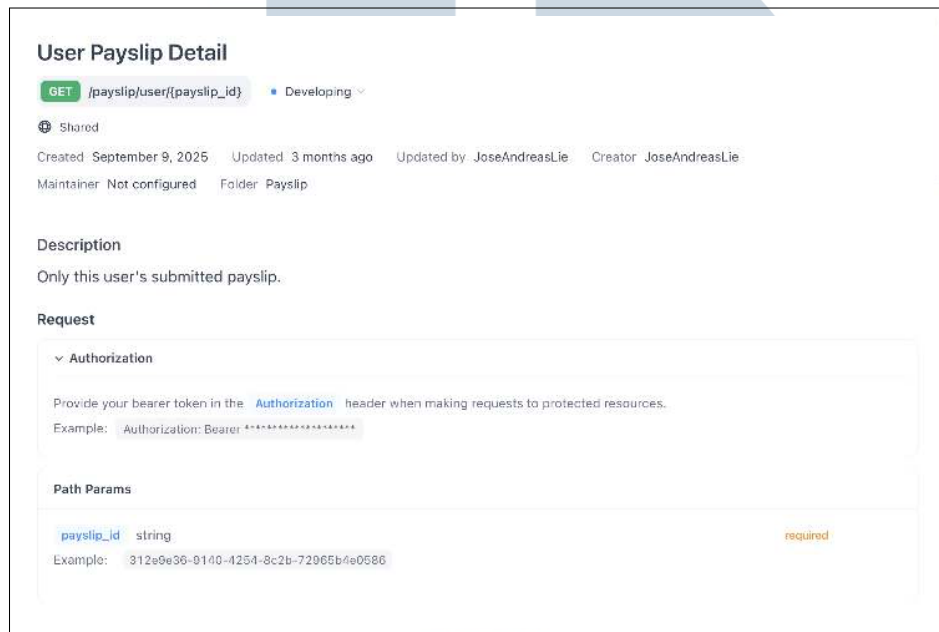 User Payslip Detail
GET /payslip/user/{payslip_id} Developing
Shared
Created September 9, 2025 Updated 3 months ago Updated by JoseAndreasLie Creator JoseAndreasLie
Maintainer Not configured Folder Payslip
Description
Only this user's submitted payslip.
Request
Authorization
Provide your bearer token in the Authorization header when making requests to protected resources.
Example: Authorization: Bearer ********************
Path Params
payslip_id string required
Example: 312e9e36-9140-4254-8c2b-72965b4e0586